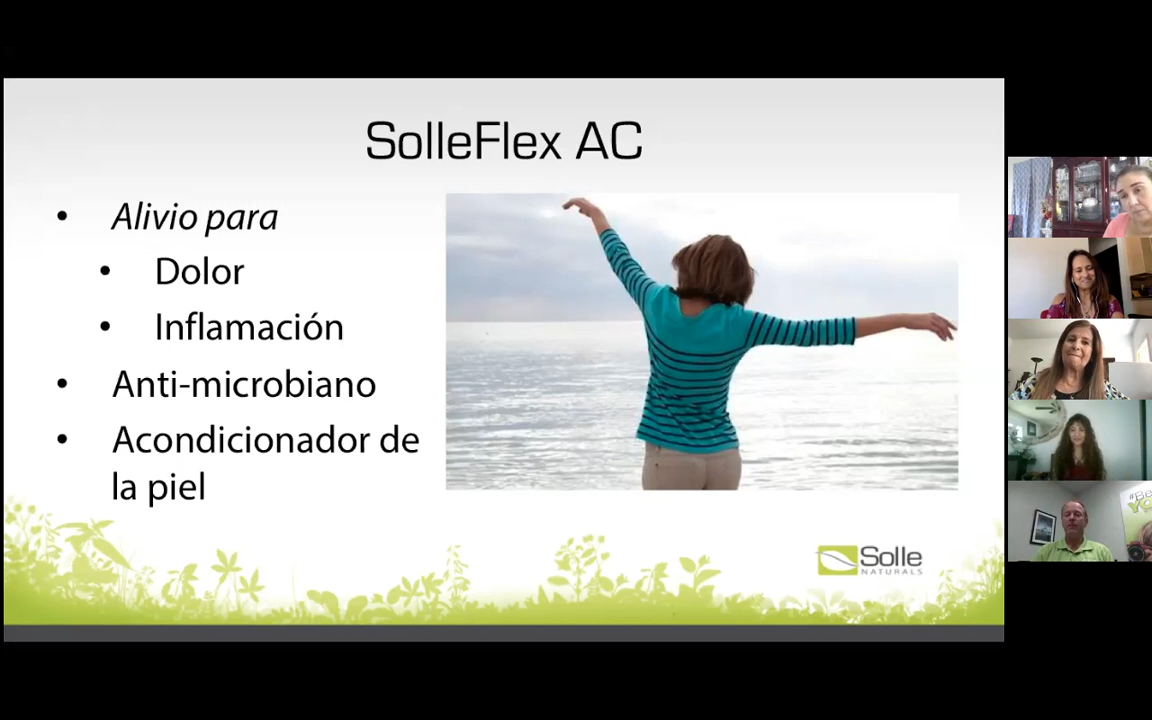 SolleFlex AC
• Alivio para
• Dolor
• Inflamación
• Anti-microbiano
• Acondicionador de
la piel
Solle
NATURALS